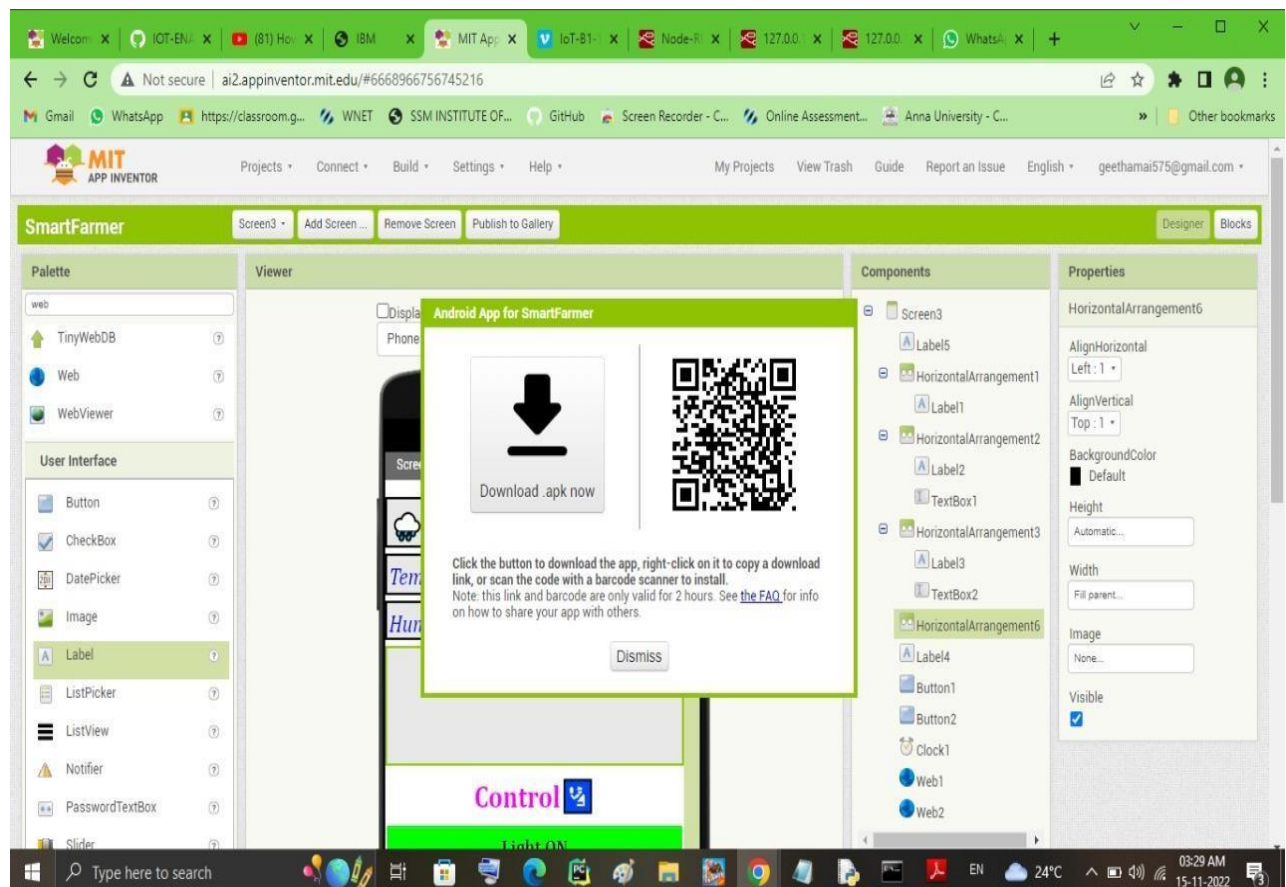 Welcom
IOT-EN
(81) Ho
IBM
MIT App
IoT-B1-
Node-R
127.0.0.
127.0.0.
WhatsA
Not secure | ai2.appinventor.mit.edu/#6668966756745216
Gmail WhatsApp https://classroom.g... WNET SSM INSTITUTE OF... GitHub Screen Recorder - C... Online Assessment... Anna University - C... » Other bookmarks
MIT
APP INVENTOR
Projects Connect Build Settings Help My Projects View Trash Guide Report an Issue English geethamai575@gmail.com
SmartFarmer Screen3 Add Screen ... Remove Screen Publish to Gallery Designer Blocks
Palette
web
TinyWebDB
Web
WebViewer
User Interface
Button
CheckBox
DatePicker
Image
Label
ListPicker
ListView
Notifier
PasswordTextBox
Slider
Viewer
Displa
Phone
Scree
Tem
Hun
Control
Light ON
Android App for SmartFarmer
Download .apk now
Click the button to download the app, right-click on it to copy a download
link, or scan the code with a barcode scanner to install.
Note: this link and barcode are only valid for 2 hours. See the FAQ for info
on how to share your app with others.
Dismiss
Components
Screen3
Label5
HorizontalArrangement1
Label1
HorizontalArrangement2
Label2
TextBox1
HorizontalArrangement3
Label3
TextBox2
HorizontalArrangement6
Label4
Button1
Button2
Clock1
Web1
Web2
Properties
HorizontalArrangement6
AlignHorizontal
Left : 1
AlignVertical
Top : 1
BackgroundColor
Default
Height
Automatic...
Width
Fill parent...
Image
None...
Visible
Type here to search
EN
24°C
03:29 AM
15-11-2022
3